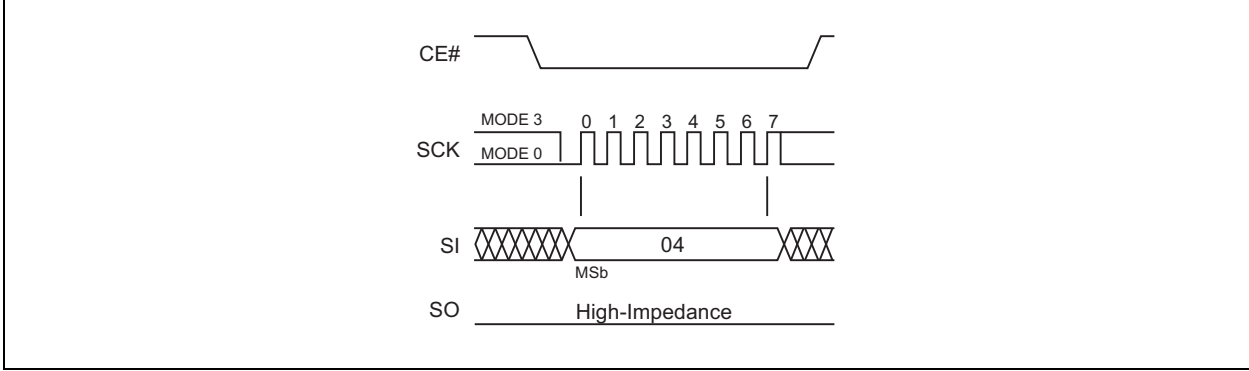 CE#
MODE 3 0 1 2 3 4 5 6 7
SCK MODE 0
SI 04
MSb
SO High-Impedance